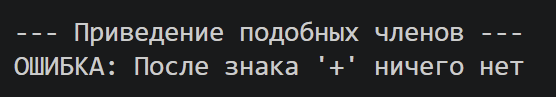 --- Приведение подобных членов ---
ОШИБКА: После знака '+' ничего нет